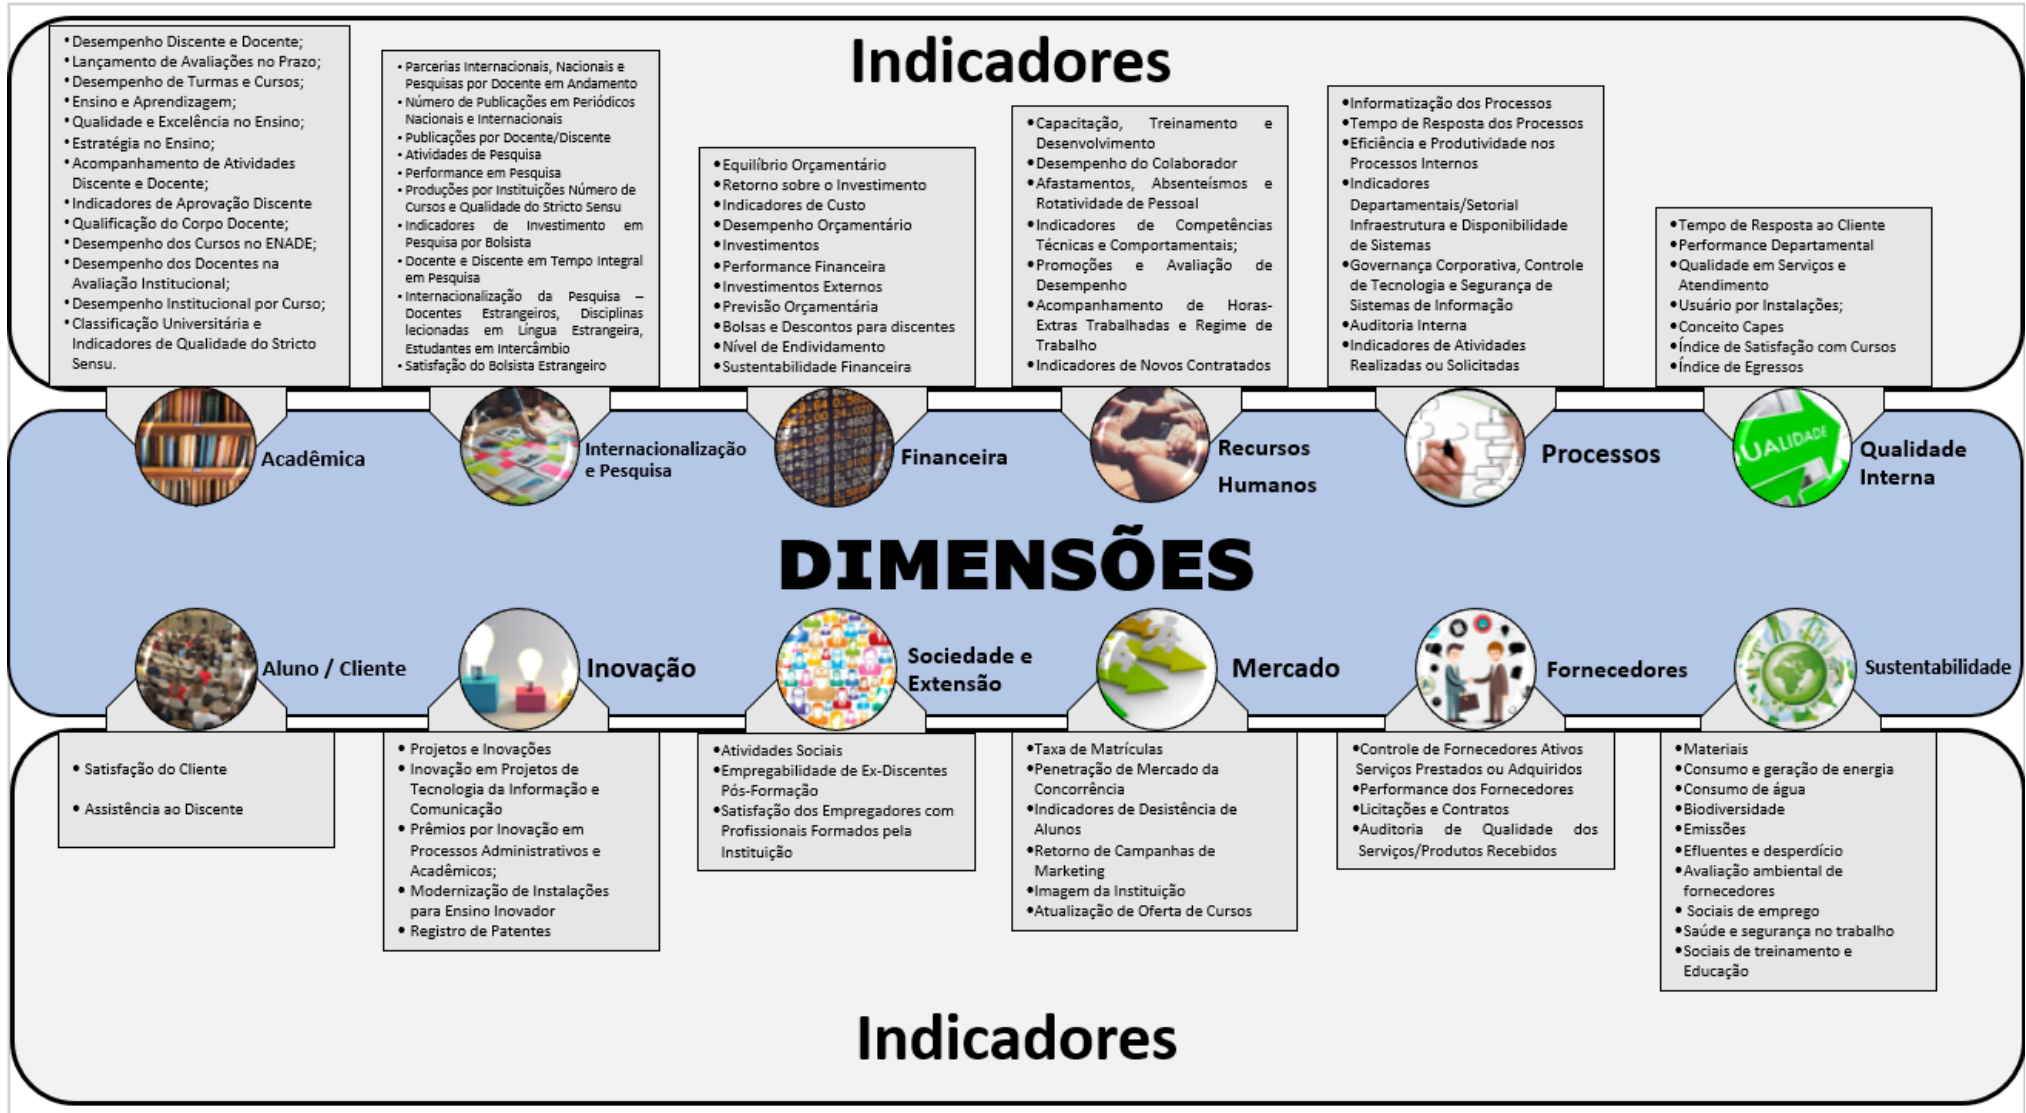 Indicadores
• Desempenho Discente e Docente;
• Lançamento de Avaliações no Prazo;
• Desempenho de Turmas e Cursos;
• Ensino e Aprendizagem;
• Qualidade e Excelência no Ensino;
• Estratégia no Ensino;
• Acompanhamento de Atividades
Discente e Docente;
• Indicadores de Aprovação Discente
• Qualificação do Corpo Docente;
• Desempenho dos Cursos no ENADE;
• Desempenho dos Docentes na
Avaliação Institucional;
• Desempenho Institucional por Curso;
• Classificação Universitária e
Indicadores de Qualidade do Stricto
Sensu.
• Parcerias Internacionais, Nacionais e
Pesquisas por Docente em Andamento
• Número de Publicações em Periódicos
Nacionais e Internacionais
• Publicações por Docente/Discente
• Atividades de Pesquisa
• Performance em Pesquisa
• Produções por Instituições Número de
Cursos e Qualidade do Stricto Sensu
• Indicadores de Investimento em
Pesquisa por Bolsista
• Docente e Discente em Tempo Integral
em Pesquisa
• Internacionalização da Pesquisa –
Docentes Estrangeiros, Disciplinas
lecionadas em Língua Estrangeira,
Estudantes em Intercâmbio
• Satisfação do Bolsista Estrangeiro
• Equilíbrio Orçamentário
• Retorno sobre o Investimento
• Indicadores de Custo
• Desempenho Orçamentário
• Investimentos
• Performance Financeira
• Investimentos Externos
• Previsão Orçamentária
• Bolsas e Descontos para discentes
• Nível de Endividamento
• Sustentabilidade Financeira
• Capacitação, Treinamento e
Desenvolvimento
• Desempenho do Colaborador
• Afastamentos, Absenteísmos e
Rotatividade de Pessoal
• Indicadores de Competências
Técnicas e Comportamentais;
• Promoções e Avaliação de
Desempenho
• Acompanhamento de Horas-
Extras Trabalhadas e Regime de
Trabalho
• Indicadores de Novos Contratados
• Informatização dos Processos
• Tempo de Resposta dos Processos
• Eficiência e Produtividade nos
Processos Internos
• Indicadores
Departamentais/Setorial
Infraestrutura e Disponibilidade
de Sistemas
• Governança Corporativa, Controle
de Tecnologia e Segurança de
Sistemas de Informação
• Auditoria Interna
• Indicadores de Atividades
Realizadas ou Solicitadas
• Tempo de Resposta ao Cliente
• Performance Departamental
• Qualidade em Serviços e
Atendimento
• Usuário por Instalações;
• Conceito Capes
• Índice de Satisfação com Cursos
• Índice de Egressos
Acadêmica
Internacionalização
e Pesquisa
Financeira
Recursos
Humanos
Processos
QUALIDADE
Qualidade
Interna
DIMENSÕES
Aluno / Cliente
Inovação
Sociedade e
Extensão
Mercado
Fornecedores
Sustentabilidade
• Satisfação do Cliente
• Assistência ao Discente
• Projetos e Inovações
• Inovação em Projetos de
Tecnologia da Informação e
Comunicação
• Prêmios por Inovação em
Processos Administrativos e
Acadêmicos;
• Modernização de Instalações
para Ensino Inovador
• Registro de Patentes
• Atividades Sociais
• Empregabilidade de Ex-Discentes
Pós-Formação
• Satisfação dos Empregadores com
Profissionais Formados pela
Instituição
• Taxa de Matrículas
• Penetração de Mercado da
Concorrência
• Indicadores de Desistência de
Alunos
• Retorno de Campanhas de
Marketing
• Imagem da Instituição
• Atualização de Oferta de Cursos
• Controle de Fornecedores Ativos
Serviços Prestados ou Adquiridos
• Performance dos Fornecedores
• Licitações e Contratos
• Auditoria de Qualidade dos
Serviços/Produtos Recebidos
• Materiais
• Consumo e geração de energia
• Consumo de água
• Biodiversidade
• Emissões
• Efluentes e desperdício
• Avaliação ambiental de
fornecedores
• Sociais de emprego
• Saúde e segurança no trabalho
• Sociais de treinamento e
Educação
Indicadores